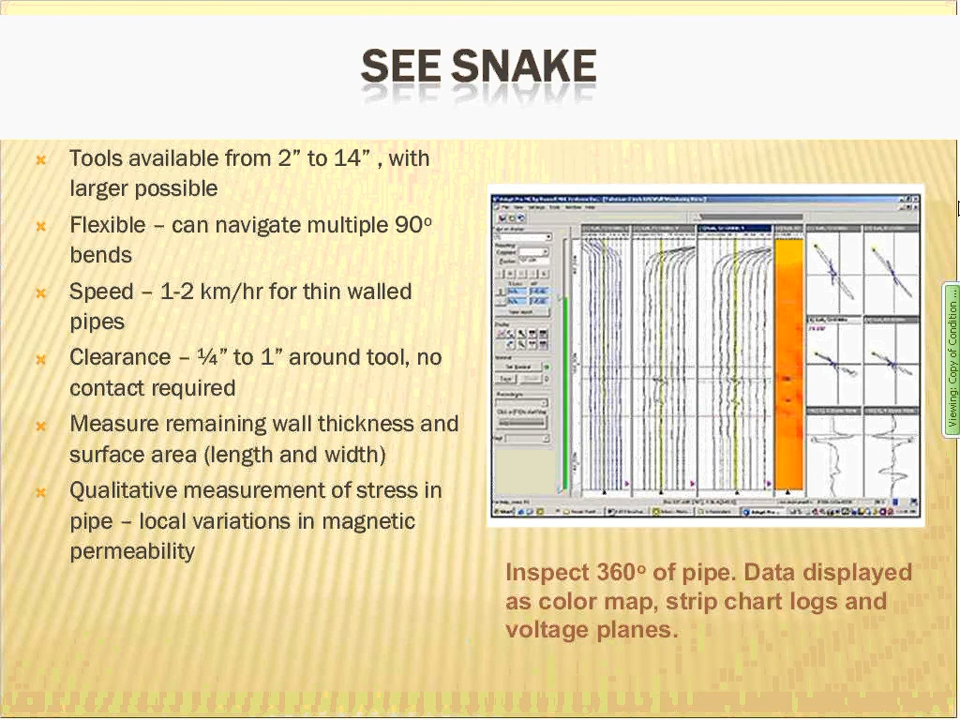 SEE SNAKE
Tools available from 2” to 14” , with
larger possible
Flexible – can navigate multiple 90º
bends
Speed – 1-2 km/hr for thin walled
pipes
Clearance – ¼” to 1” around tool, no
contact required
Measure remaining wall thickness and
surface area (length and width)
Qualitative measurement of stress in
pipe – local variations in magnetic
permeability
Inspect 360º of pipe. Data displayed
as color map, strip chart logs and
voltage planes.
Viewing: Copy of Condition ...